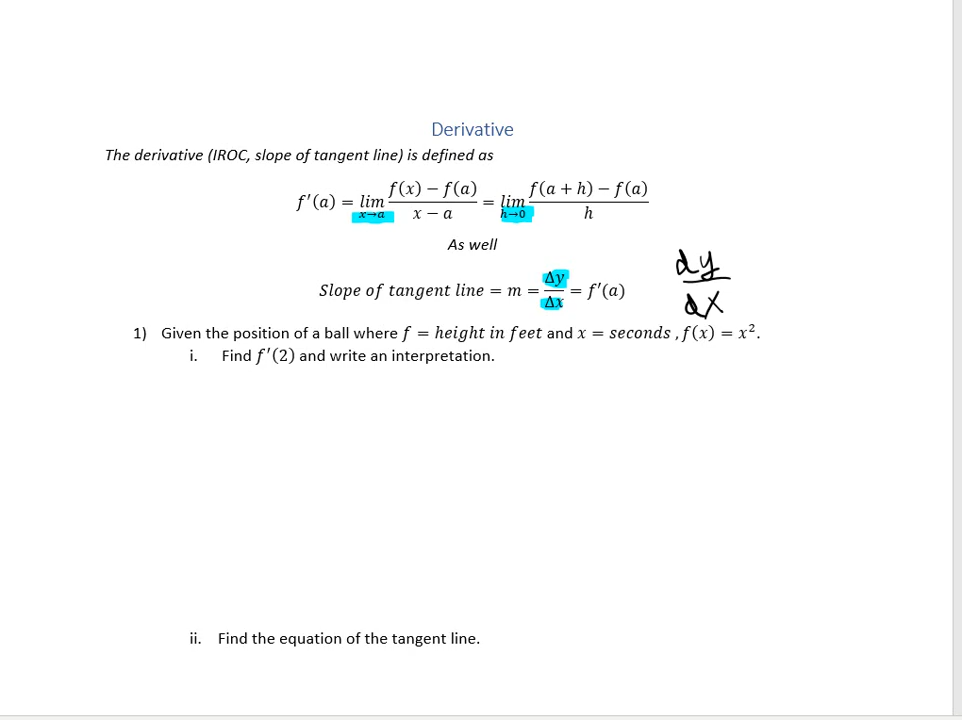 Derivative
The derivative (IROC, slope of tangent line) is defined as
f'(a) = lim x→a f(x) − f(a) / x − a = lim h→0 f(a + h) − f(a) / h
As well
Slope of tangent line = m = Δy / Δx = f'(a)
dy / dx
1) Given the position of a ball where f = height in feet and x = seconds , f(x) = x².
i. Find f'(2) and write an interpretation.
ii. Find the equation of the tangent line.